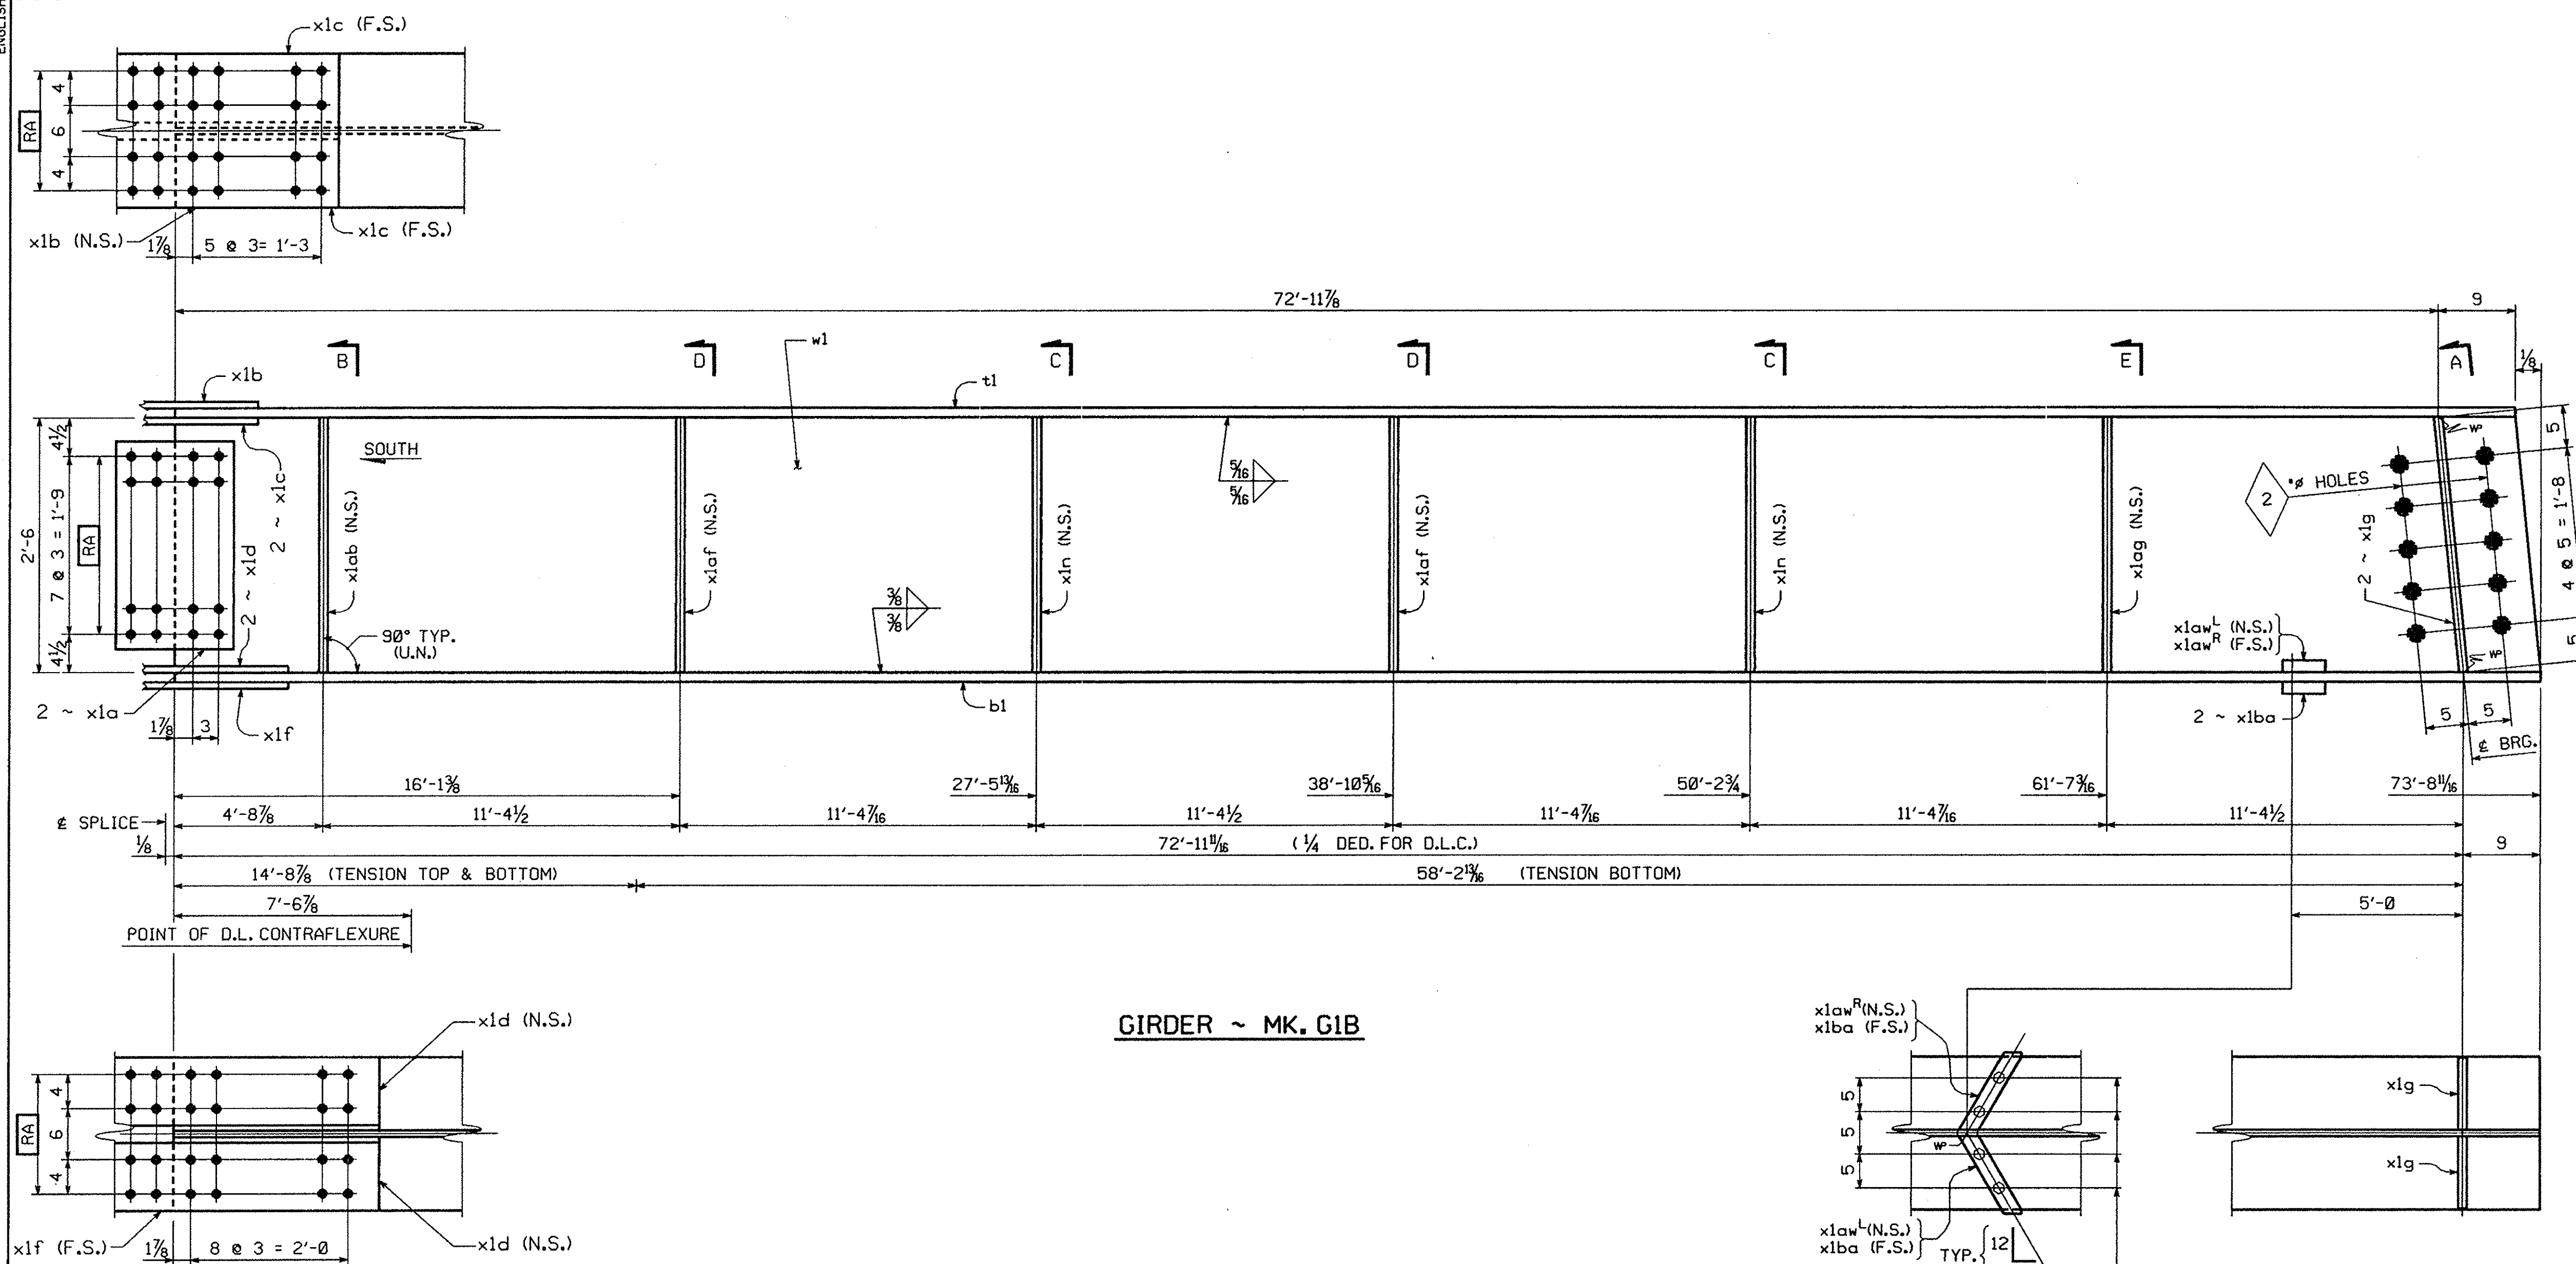 ENGLISH
x1c (F.S.)
RA
4
6
4
x1b (N.S.)
x1c (F.S.)
1⅞
5 @ 3= 1'-3
72'-11⅞
9
B
D
C
D
C
E
A
⅛
w1
x1b
t1
SOUTH
2'-6
4½
7 @ 3 = 1'-9
4½
RA
2 ~ x1c
2 ~ x1d
x1ab (N.S.)
x1af (N.S.)
x1n (N.S.)
x1af (N.S.)
x1n (N.S.)
x1ag (N.S.)
5/16
5/16
3/8
3/8
90° TYP.
(U.N.)
2
"ø HOLES
WP
2 ~ x1g
WP
5
4 @ 5 = 1'-8
5
x1aw^L (N.S.)
x1aw^R (F.S.)
2 ~ x1ba
2 ~ x1a
1⅞
3
x1f
b1
5
5
℄ BRG.
16'-1⅜
27'-5 13/16
38'-10 5/16
50'-2¾
61'-7 3/16
73'-8 11/16
℄ SPLICE
4'-8⅞
11'-4½
11'-4 7/16
11'-4½
11'-4 7/16
11'-4 7/16
11'-4½
⅛
72'-11 11/16 (¼ DED. FOR D.L.C.)
9
14'-8⅞ (TENSION TOP & BOTTOM)
58'-2 13/16 (TENSION BOTTOM)
7'-6⅞
5'-0
POINT OF D.L. CONTRAFLEXURE
GIRDER ~ MK. G1B
x1d (N.S.)
RA
4
6
4
x1f (F.S.)
1⅞
8 @ 3 = 2'-0
x1d (N.S.)
x1aw^R (N.S.)
x1ba (F.S.)
5
5
5
WP
x1aw^L (N.S.)
x1ba (F.S.)
TYP.
12
x1g
x1g